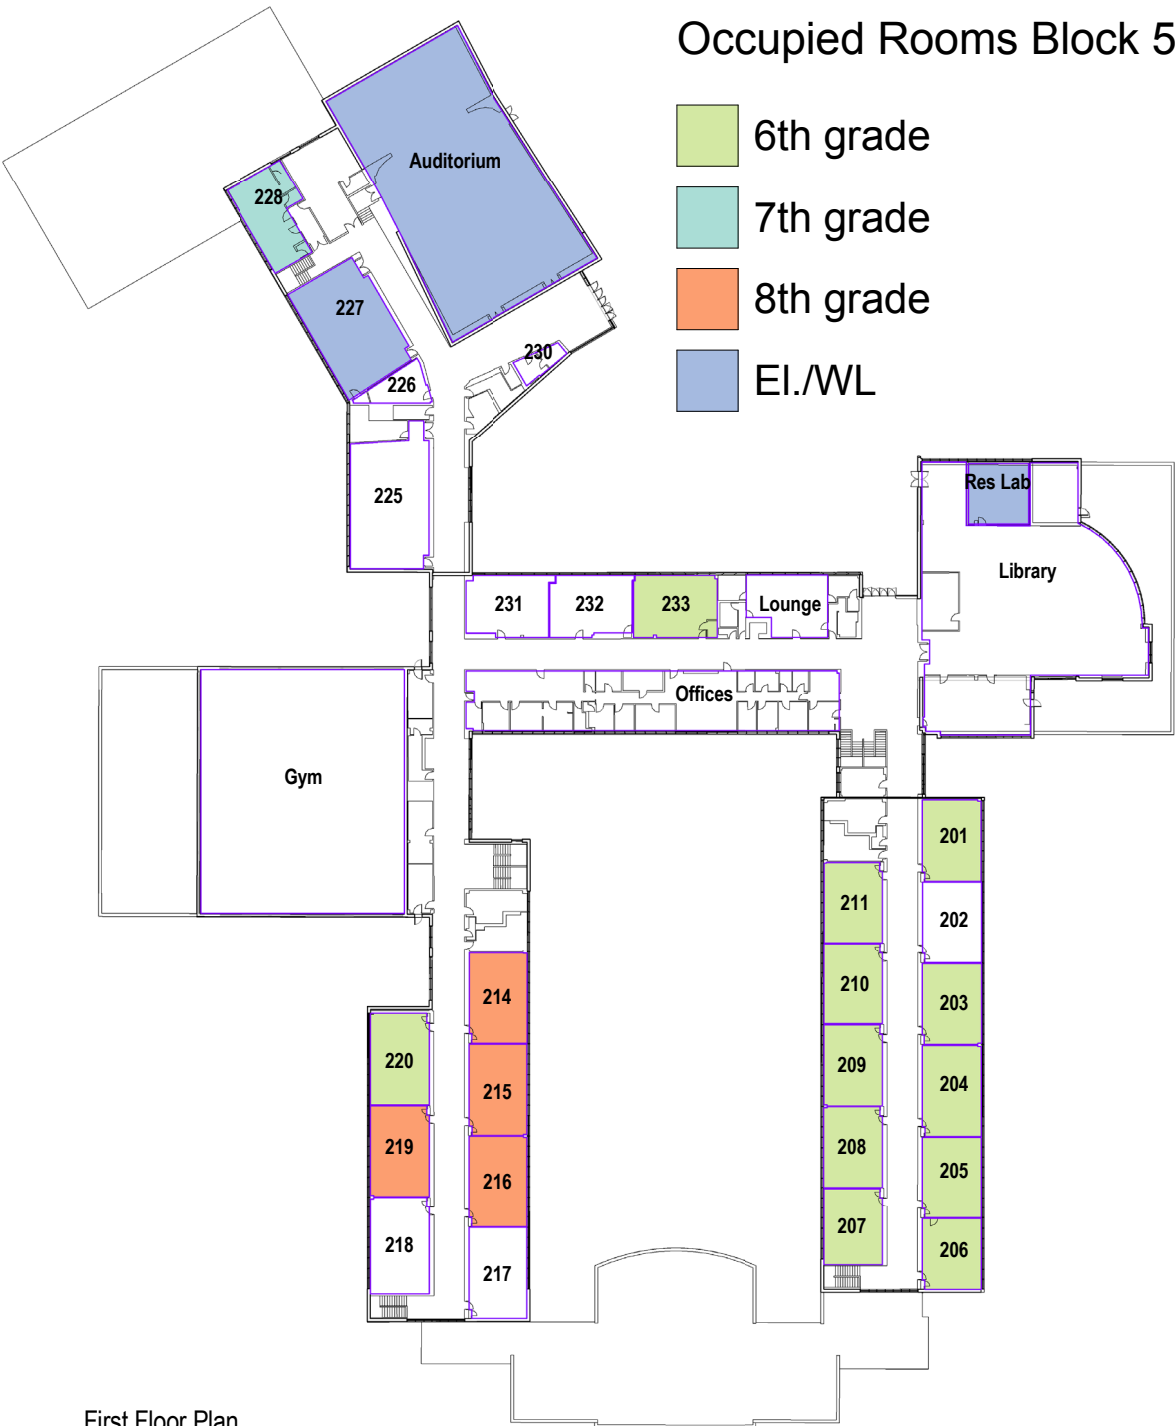 Occupied Rooms Block 5
6th grade
7th grade
8th grade
El./WL
Auditorium
228
227
230
226
225
Res Lab
Library
231
232
233
Lounge
Offices
Gym
201
211
202
210
203
214
220
209
204
215
219
208
205
216
207
206
218
217
First Floor Plan